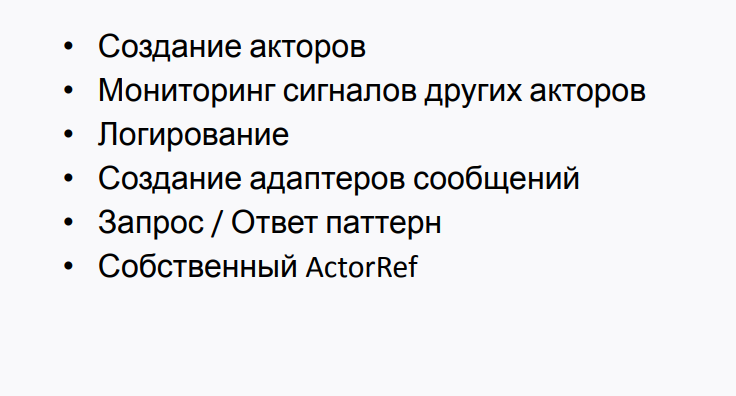 • Создание акторов
• Мониторинг сигналов других акторов
• Логирование
• Создание адаптеров сообщений
• Запрос / Ответ паттерн
• Собственный ActorRef